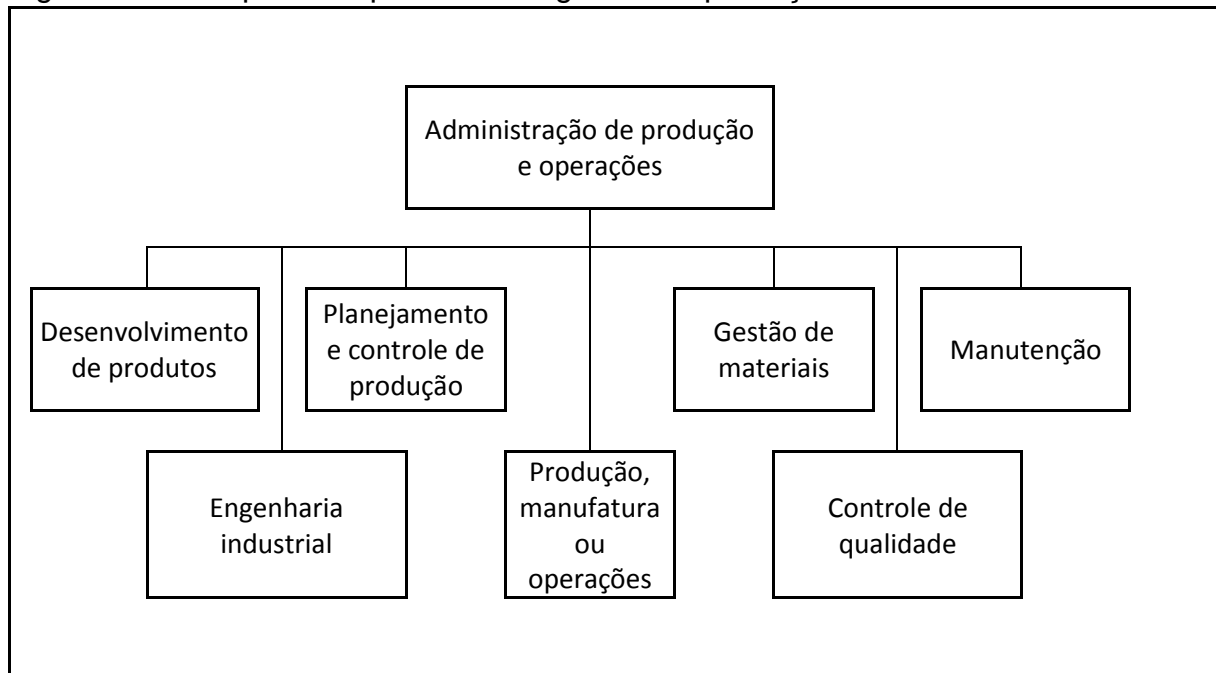 Administração de produção
e operações
Desenvolvimento
de produtos
Planejamento
e controle de
produção
Gestão de
materiais
Manutenção
Engenharia
industrial
Produção,
manufatura
ou
operações
Controle de
qualidade